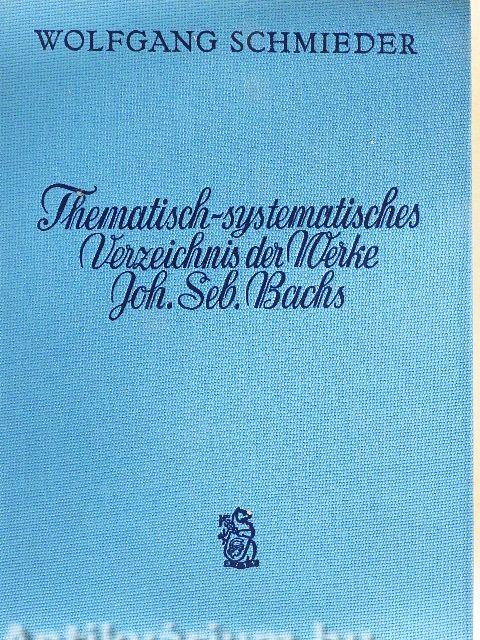 WOLFGANG SCHMIEDER
Thematisch-systematisches
Verzeichnis der Werke
Joh. Seb. Bachs